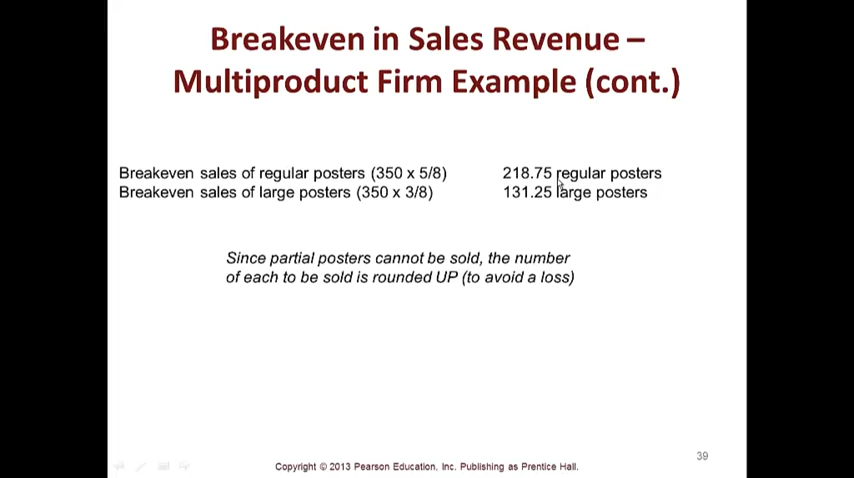 Breakeven in Sales Revenue –
Multiproduct Firm Example (cont.)
Breakeven sales of regular posters (350 x 5/8) 218.75 regular posters
Breakeven sales of large posters (350 x 3/8) 131.25 large posters
Since partial posters cannot be sold, the number
of each to be sold is rounded UP (to avoid a loss)
39
Copyright © 2013 Pearson Education, Inc. Publishing as Prentice Hall.